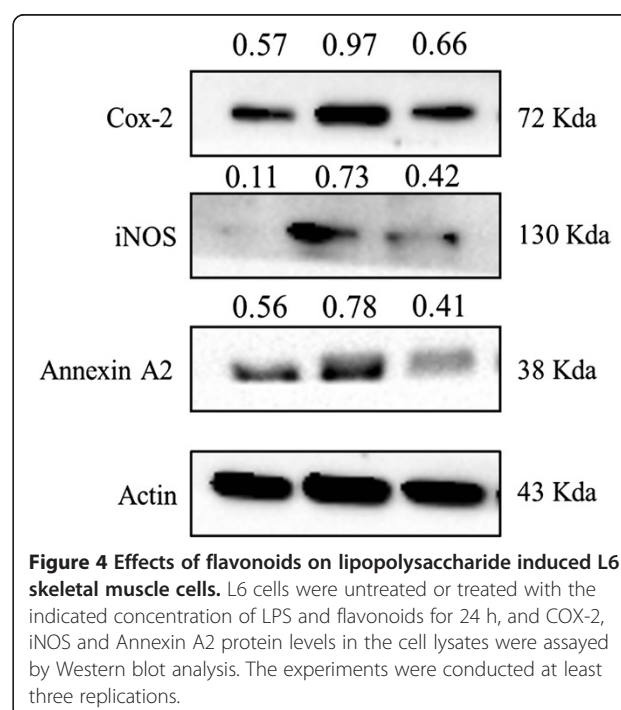 0.57 0.97 0.66
Cox-2 72 Kda
0.11 0.73 0.42
iNOS 130 Kda
0.56 0.78 0.41
Annexin A2 38 Kda
Actin 43 Kda
Figure 4 Effects of flavonoids on lipopolysaccharide induced L6
skeletal muscle cells. L6 cells were untreated or treated with the
indicated concentration of LPS and flavonoids for 24 h, and COX-2,
iNOS and Annexin A2 protein levels in the cell lysates were assayed
by Western blot analysis. The experiments were conducted at least
three replications.